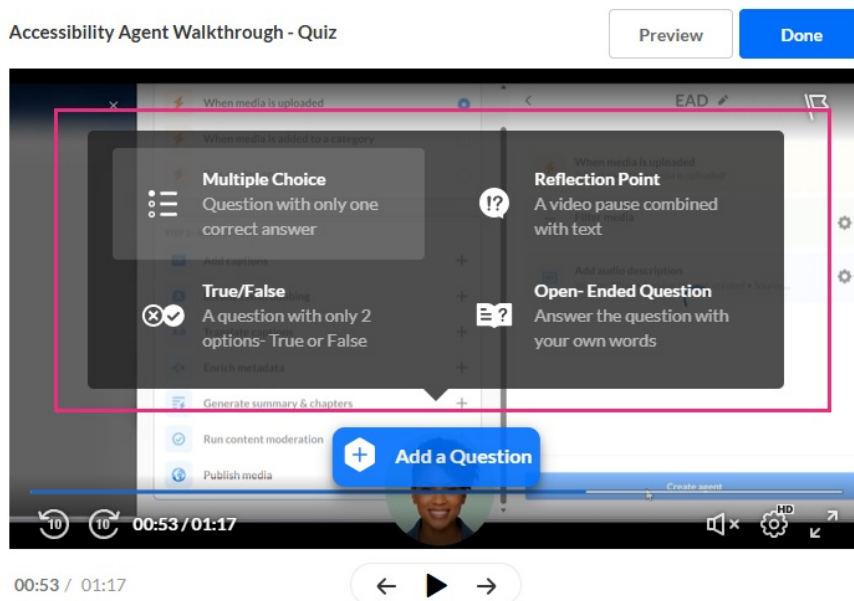 Accessibility Agent Walkthrough - Quiz
Preview
Done
When media is uploaded
EAD
When media is added to a category
When media is uploaded
Multiple Choice
Question with only one
correct answer
Reflection Point
A video pause combined
with text
Filter media
Add captions
Add audio description
True/False
A question with only 2
options- True or False
Open- Ended Question
Answer the question with
your own words
Translate captions
Enrich metadata
Generate summary & chapters
Run content moderation
Add a Question
Publish media
Create agent
10
10
00:53 / 01:17
HD
00:53 / 01:17